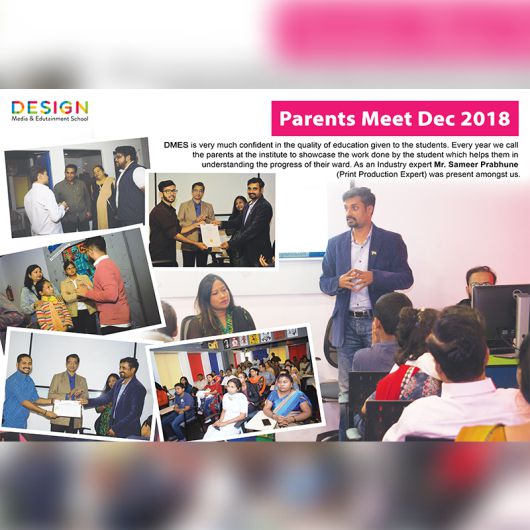 DESIGN
Media & Edutainment School
Parents Meet Dec 2018
DMES is very much confident in the quality of education given to the students. Every year we call
the parents at the institute to showcase the work done by the student which helps them in
understanding the progress of their ward. As an Industry expert Mr. Sameer Prabhune
(Print Production Expert) was present amongst us.